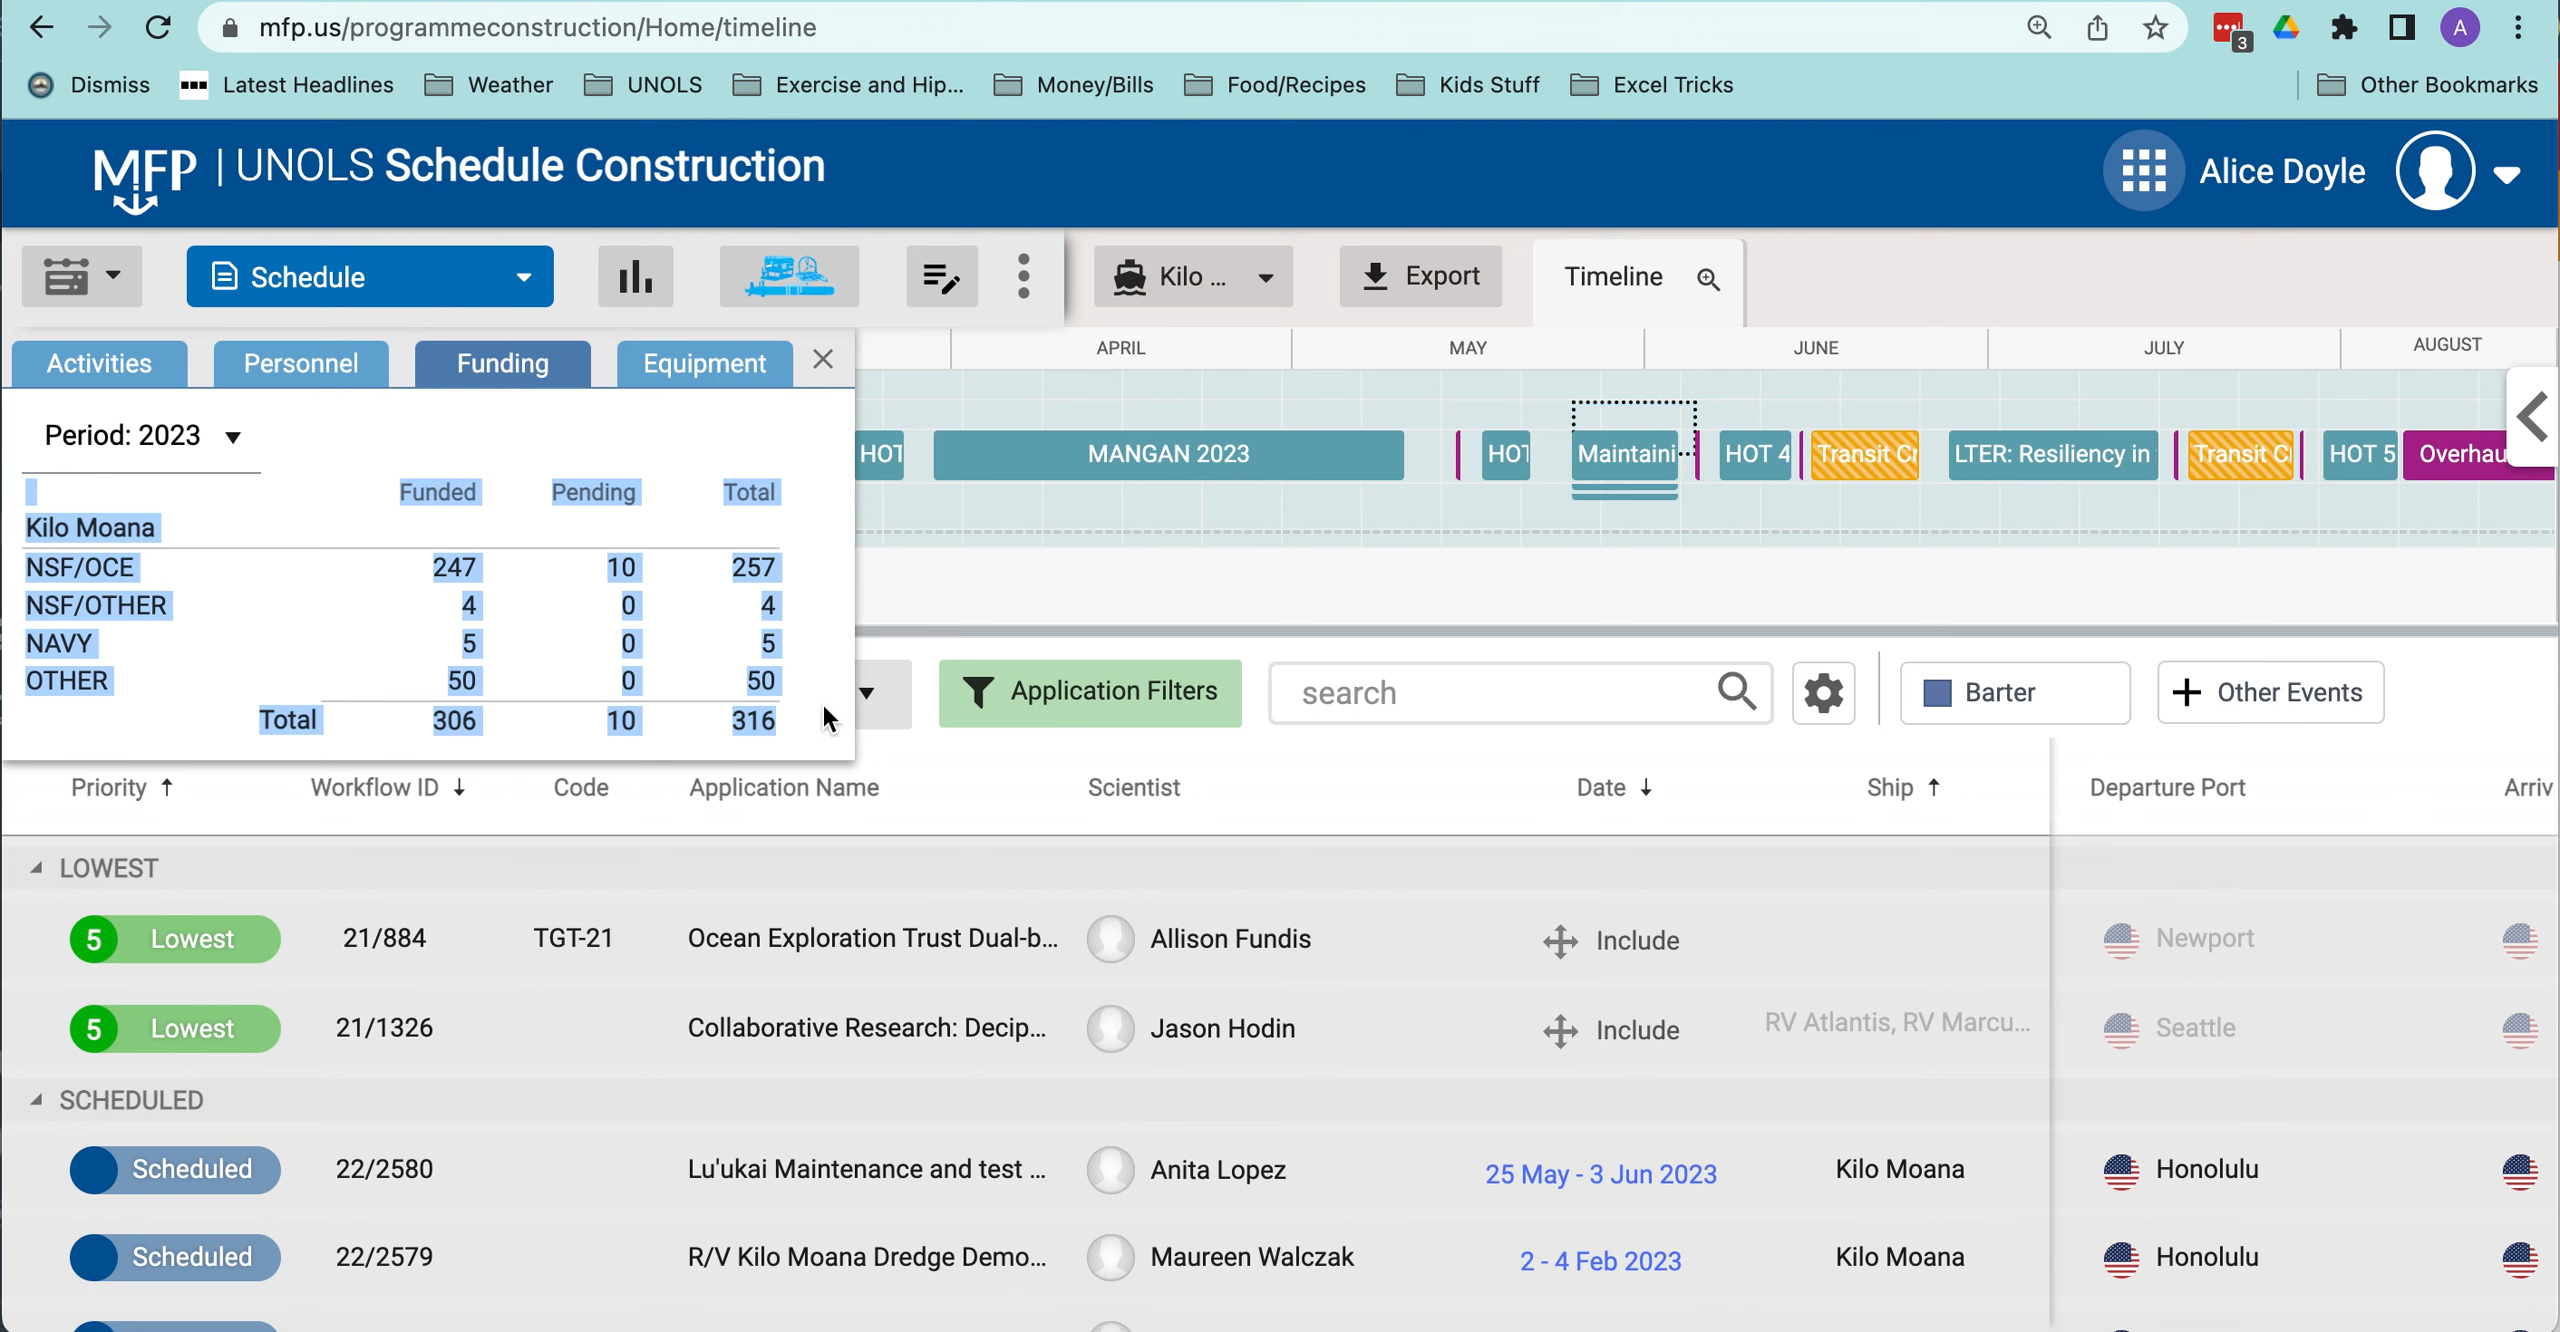 mfp.us/programmeconstruction/Home/timeline
3
A
Dismiss
Latest Headlines
Weather
UNOLS
Exercise and Hip...
Money/Bills
Food/Recipes
Kids Stuff
Excel Tricks
Other Bookmarks
MFP | UNOLS Schedule Construction
Alice Doyle
Schedule
Kilo ...
Export
Timeline
Activities
Personnel
Funding
Equipment
APRIL
MAY
JUNE
JULY
AUGUST
Period: 2023
HOT
MANGAN 2023
HOT
Maintaini
HOT 4
Transit Cr
LTER: Resiliency in
Transit Cr
HOT 5
Overhau
Funded Pending Total
Kilo Moana
NSF/OCE 247 10 257
NSF/OTHER 4 0 4
NAVY 5 0 5
OTHER 50 0 50
Total 306 10 316
Application Filters
search
Barter
+ Other Events
Priority ↑ Workflow ID ↓ Code Application Name Scientist Date ↓ Ship ↑ Departure Port Arriv
LOWEST
5 Lowest 21/884 TGT-21 Ocean Exploration Trust Dual-b... Allison Fundis Include Newport
5 Lowest 21/1326 Collaborative Research: Decip... Jason Hodin Include RV Atlantis, RV Marcu... Seattle
SCHEDULED
Scheduled 22/2580 Lu'ukai Maintenance and test ... Anita Lopez 25 May - 3 Jun 2023 Kilo Moana Honolulu
Scheduled 22/2579 R/V Kilo Moana Dredge Demo... Maureen Walczak 2 - 4 Feb 2023 Kilo Moana Honolulu